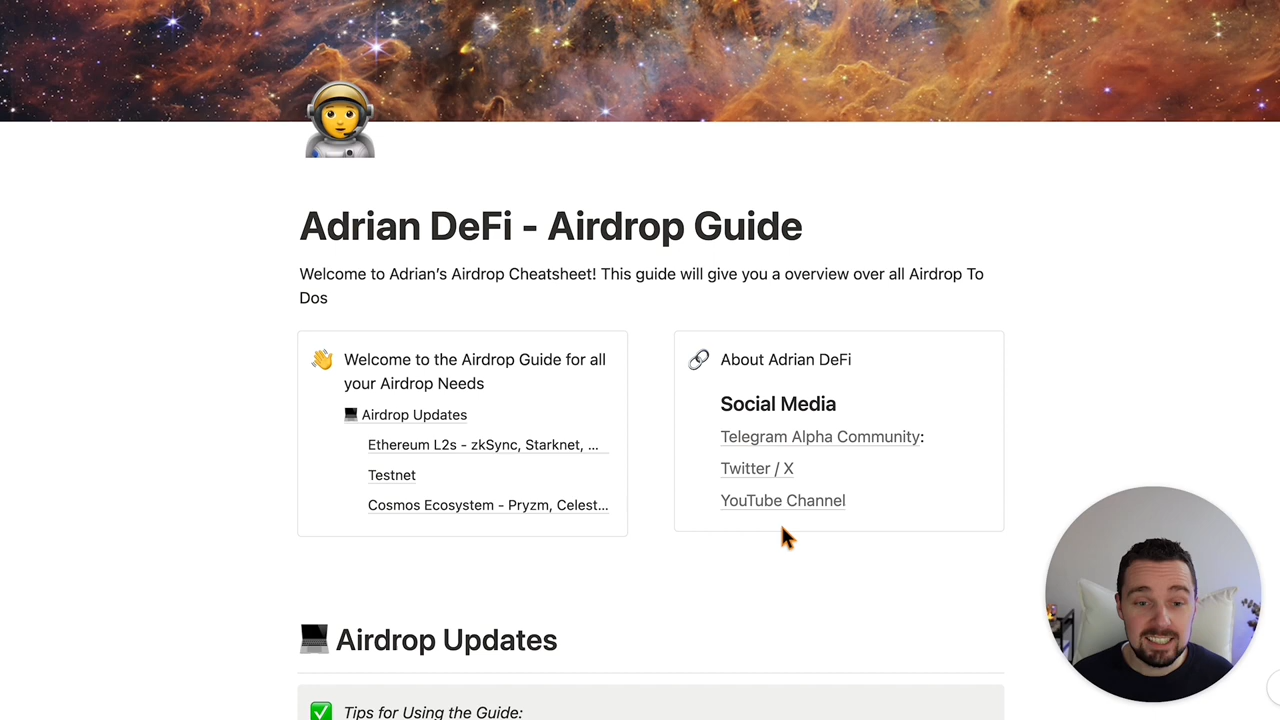 Adrian DeFi - Airdrop Guide
Welcome to Adrian’s Airdrop Cheatsheet! This guide will give you a overview over all Airdrop To
Dos
Welcome to the Airdrop Guide for all
your Airdrop Needs
Airdrop Updates
Ethereum L2s - zkSync, Starknet, ...
Testnet
Cosmos Ecosystem - Pryzm, Celest...
About Adrian DeFi
Social Media
Telegram Alpha Community:
Twitter / X
YouTube Channel
Airdrop Updates
Tips for Using the Guide: